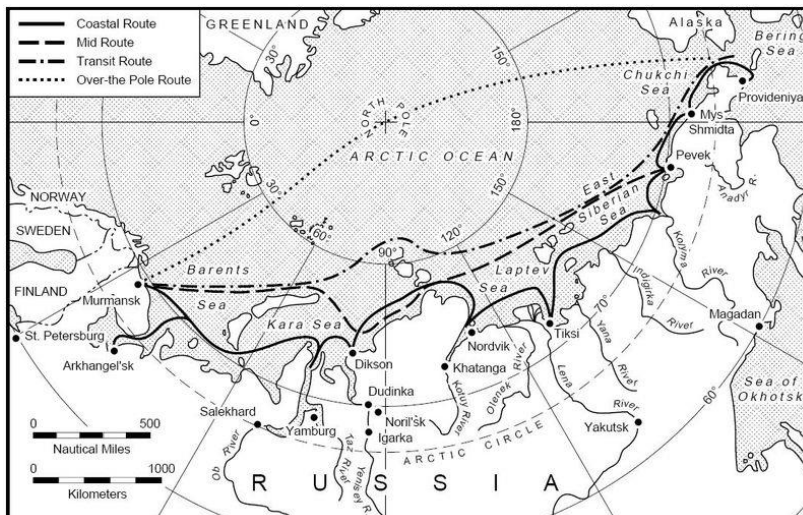 Coastal Route
Mid Route
Transit Route
Over-the Pole Route
GREENLAND
Alaska
Bering
Sea
30°
150°
Chukchi
Sea
Provideniya
NORTH POLE
0°
180°
Mys
Shmidta
ARCTIC OCEAN
Pevek
30°
150°
East
Siberian
Sea
Anadyr R.
NORWAY
SWEDEN
60°
120°
90°
Barents
Sea
Laptev
Sea
Kolyma
River
FINLAND
Murmansk
Indigirka
River
70°
Magadan
Kara Sea
St. Petersburg
Arkhangel'sk
Dikson
Nordvik
Tiksi
Yana
River
Khatanga
Olenek
River
Lena
River
60°
Sea of
Okhotsk
Dudinka
Salekhard
Yamburg
Noril'sk
Igarka
Kotuy River
Yakutsk
ARCTIC CIRCLE
Ob River
Taz River
Yenisey R.
RUSSIA
0 500
Nautical Miles
0 1000
Kilometers